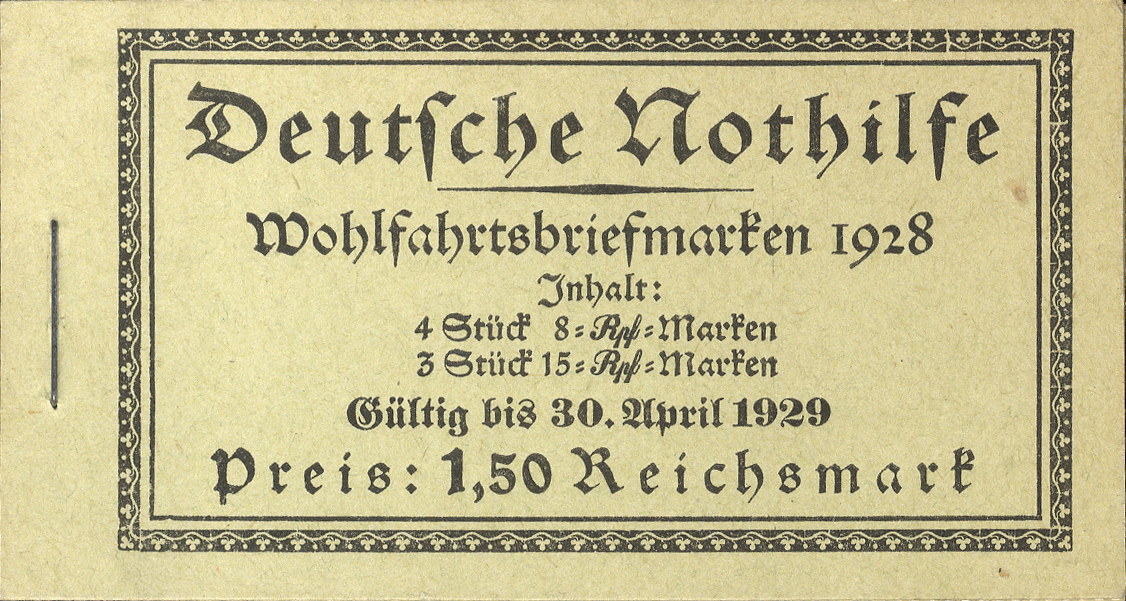 Deutſche Nothilfe
Wohlfahrtsbriefmarken 1928
Inhalt:
4 Stück 8=Rpf=Marken
3 Stück 15=Rpf=Marken
Gültig bis 30. April 1929
Preis: 1,50 Reichsmark